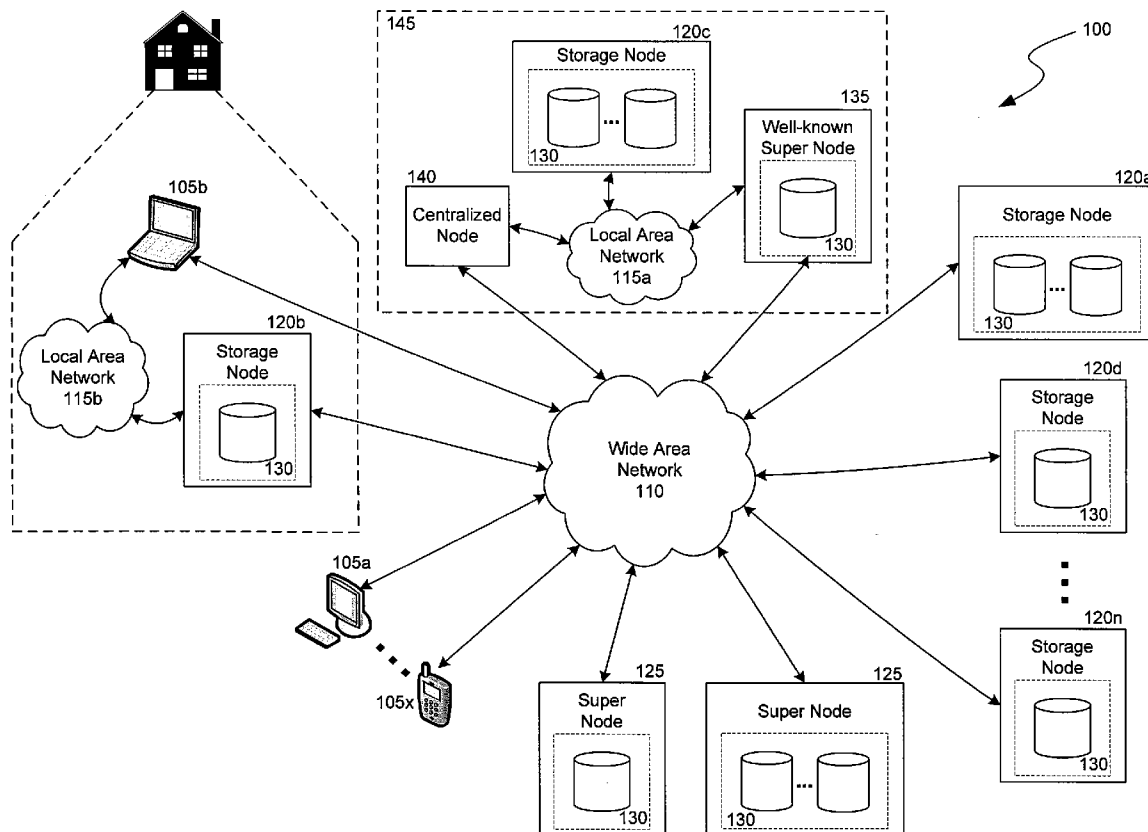 145
120c
Storage Node
...
130
100
135
Well-known
Super Node
130
140
Centralized
Node
Local Area
Network
115a
105b
120a
Storage Node
...
130
Local Area
Network
115b
120b
Storage
Node
130
120d
Storage
Node
130
Wide Area
Network
110
105a
105x
120n
Storage
Node
130
125
Super
Node
130
125
Super Node
...
130